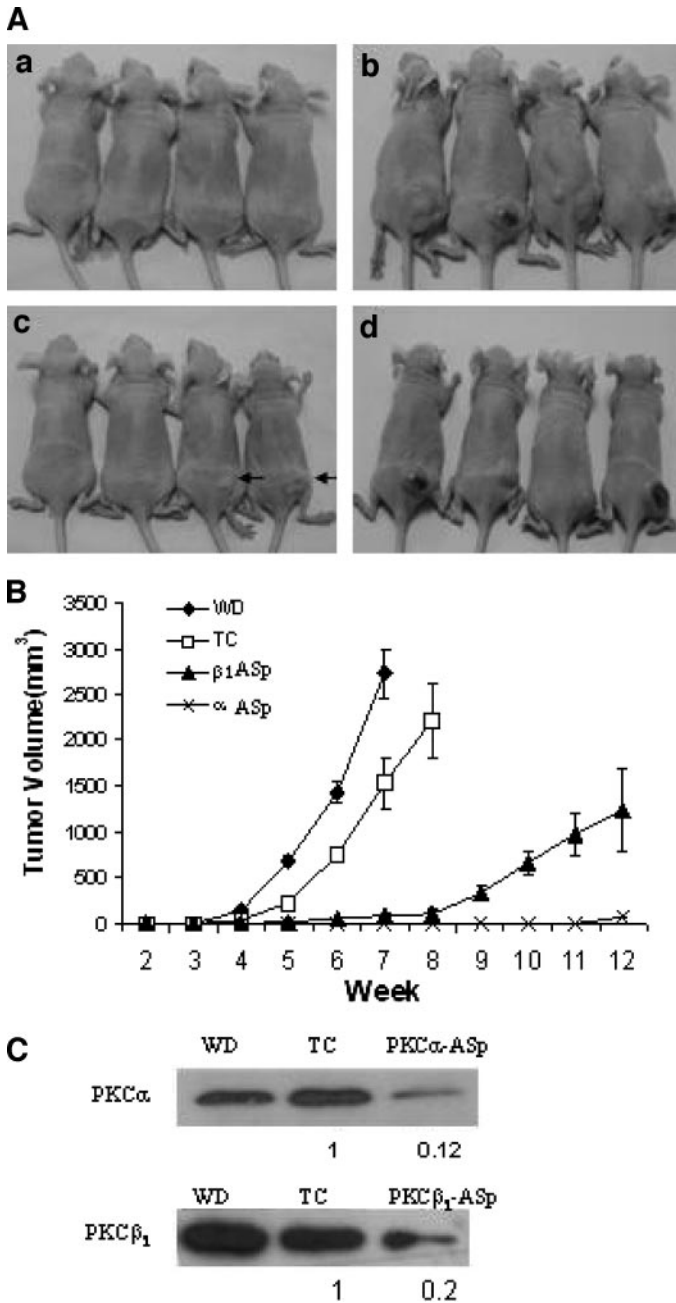 A
a
b
c
d
B
Tumor Volume(mm3)
3500
3000
2500
2000
1500
1000
500
0
WD
TC
β1ASp
α ASp
2 3 4 5 6 7 8 9 10 11 12
Week
C
WD TC PKCα-ASp
PKCα
1 0.12
WD TC PKCβ1-ASp
PKCβ1
1 0.2